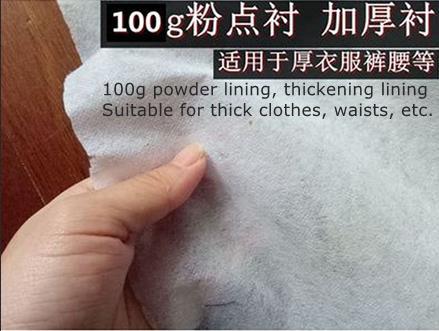 100g粉点衬 加厚衬
适用于厚衣服裤腰等
100g powder lining, thickening lining
Suitable for thick clothes, waists, etc.